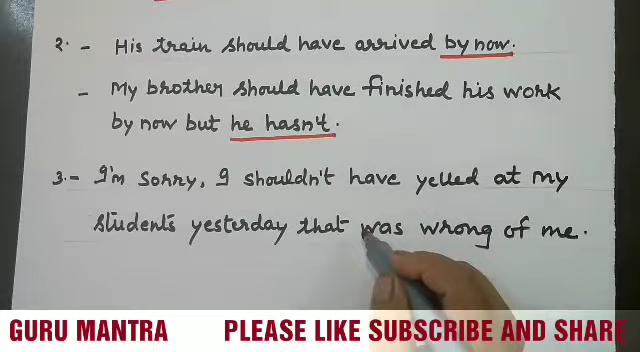 २. - His train should have arrived by now.
- My brother should have finished his work
by now but he hasn't.
3. - I'm sorry, I shouldn't have yelled at my
students yesterday that was wrong of me.
GURU MANTRA PLEASE LIKE SUBSCRIBE AND SHARE